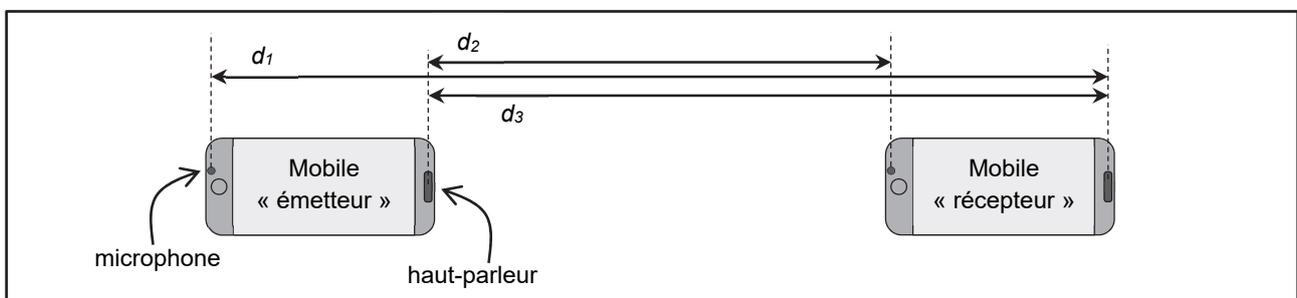 d1
d2
d3
Mobile
« émetteur »
Mobile
« récepteur »
microphone
haut-parleur